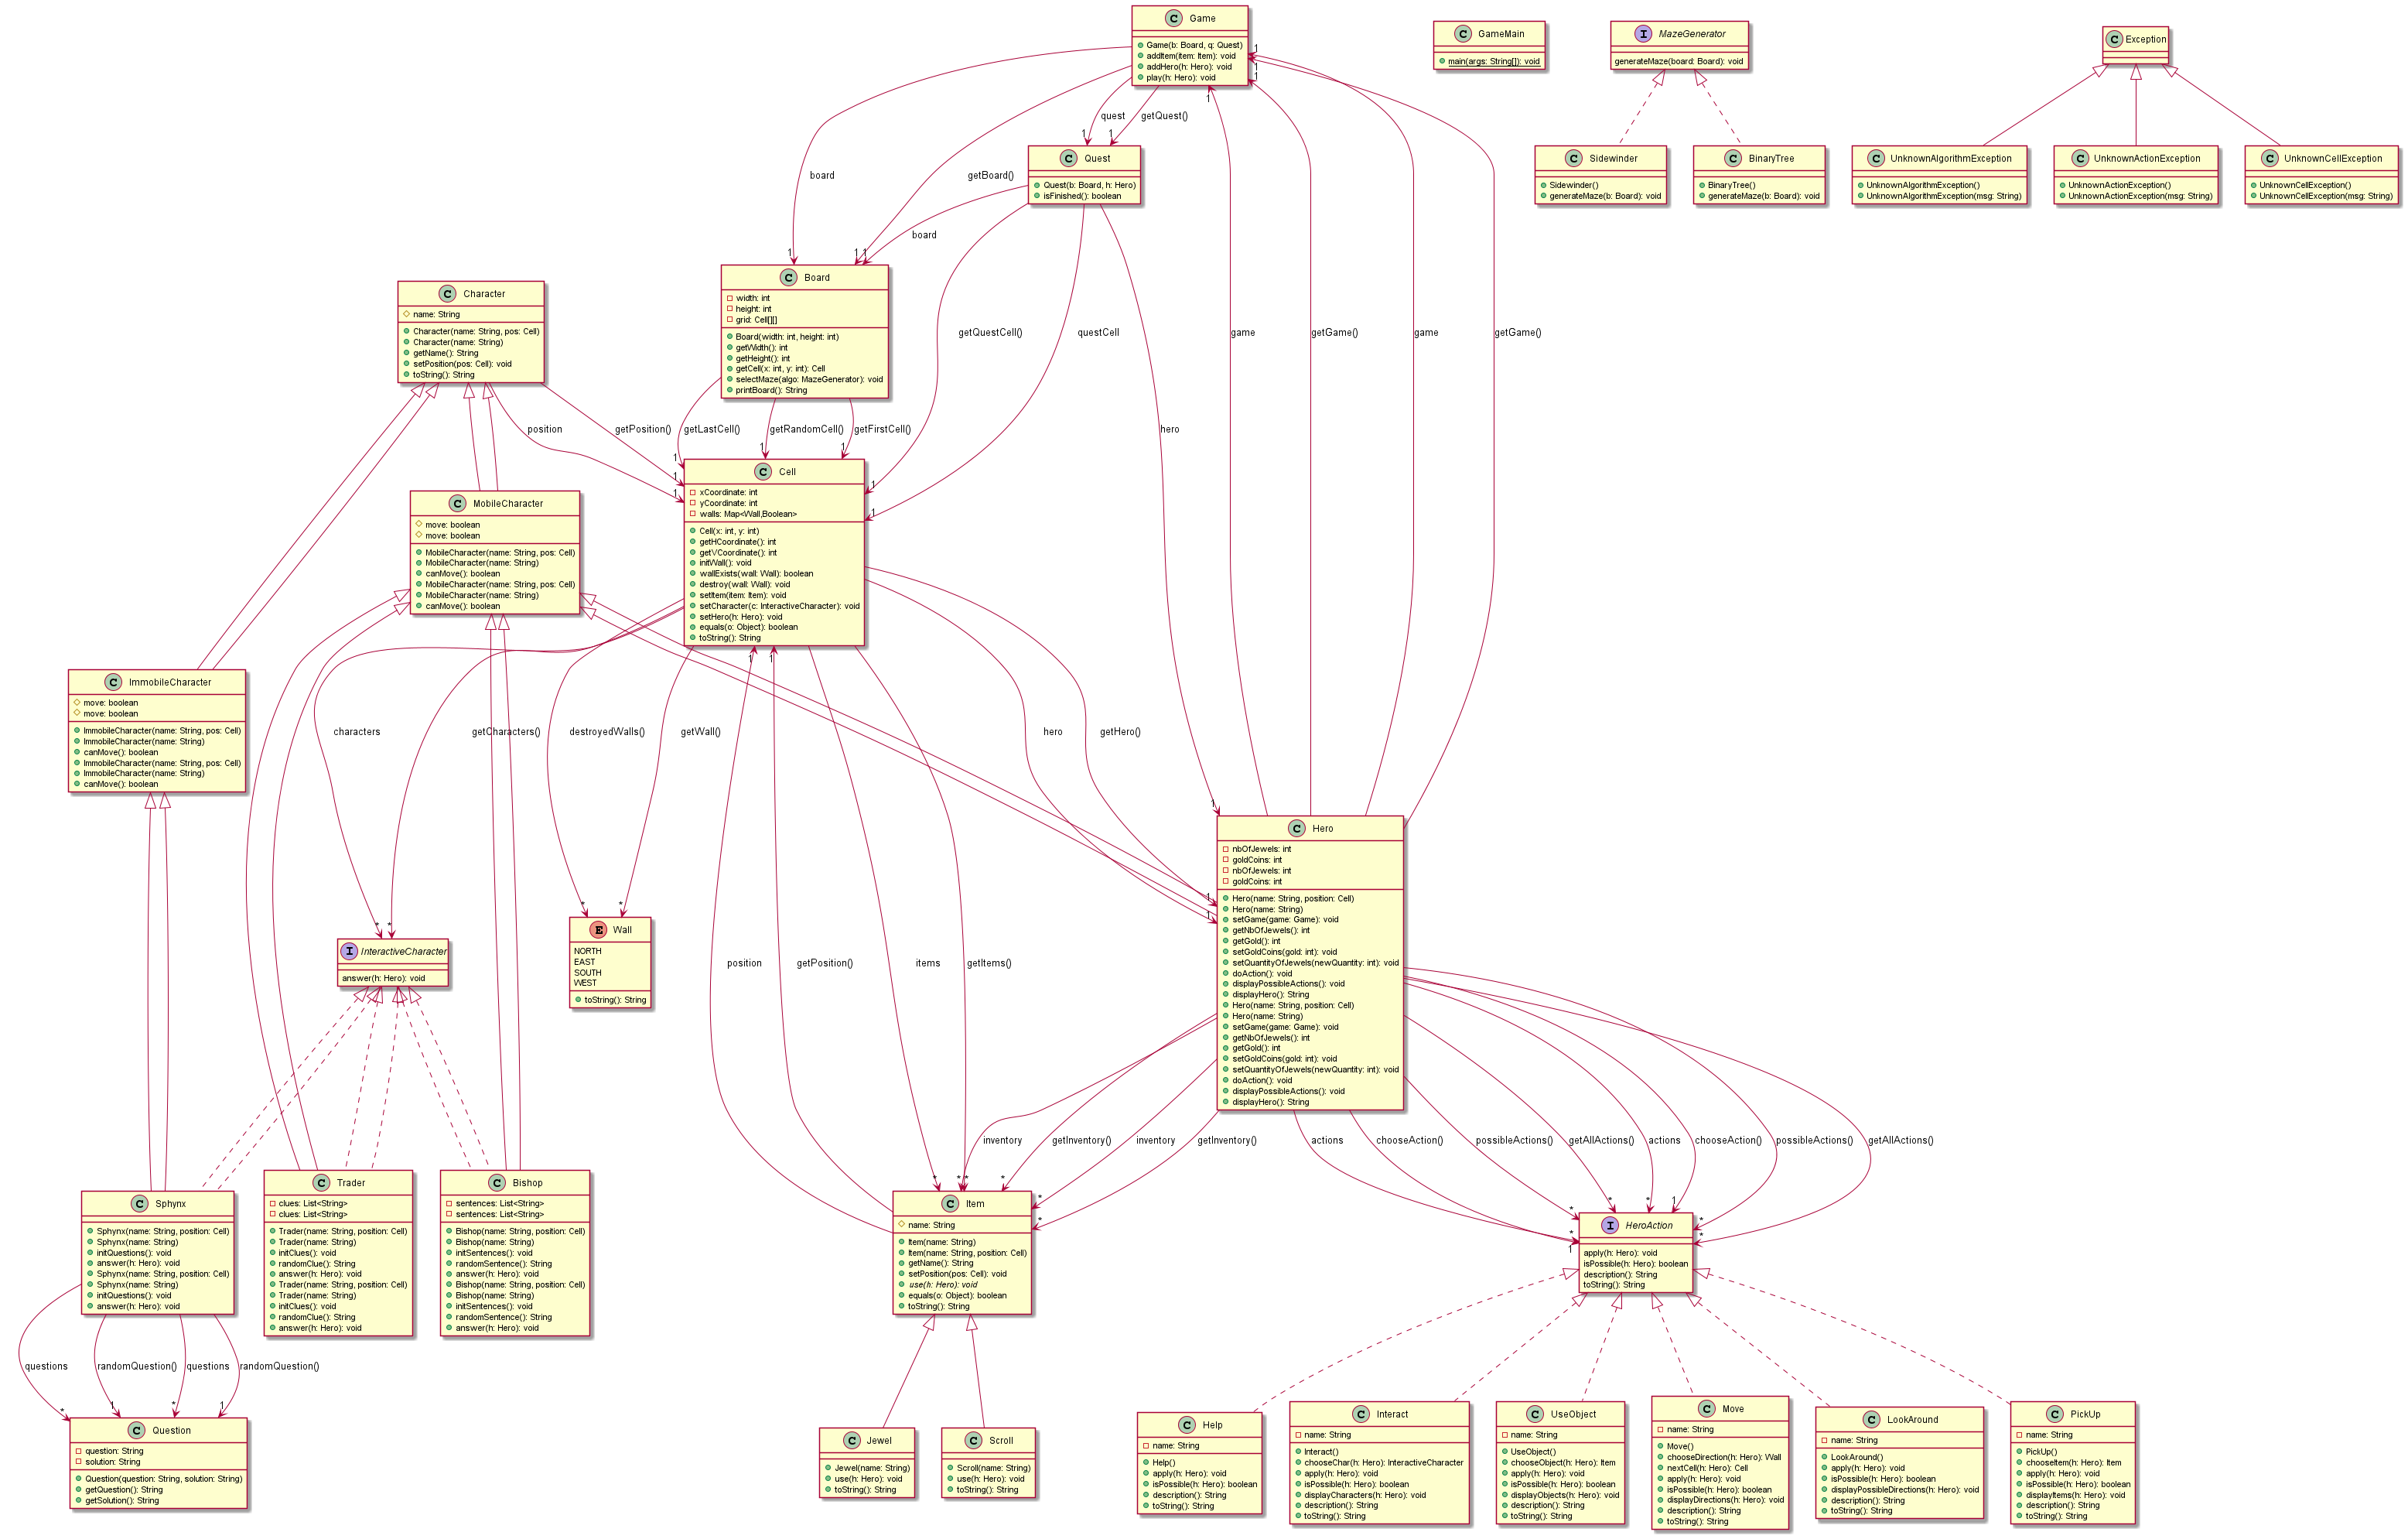 Game
Game(b: Board, q: Quest)
addItem(item: Item): void
addHero(h: Hero): void
play(h: Hero): void
GameMain
main(args: String[]): void
MazeGenerator
generateMaze(board: Board): void
Exception
quest
getQuest()
1
1
1
1
1
1
1
Quest
Quest(b: Board, h: Hero)
isFinished(): boolean
Sidewinder
Sidewinder()
generateMaze(b: Board): void
BinaryTree
BinaryTree()
generateMaze(b: Board): void
UnknownAlgorithmException
UnknownAlgorithmException()
UnknownAlgorithmException(msg: String)
UnknownActionException
UnknownActionException()
UnknownActionException(msg: String)
UnknownCellException
UnknownCellException()
UnknownCellException(msg: String)
board
getBoard()
board
1
1
1
Board
width: int
height: int
grid: Cell[][]
Board(width: int, height: int)
getWidth(): int
getHeight(): int
getCell(x: int, y: int): Cell
selectMaze(algo: MazeGenerator): void
printBoard(): String
Character
name: String
Character(name: String, pos: Cell)
Character(name: String)
getName(): String
setPosition(pos: Cell): void
toString(): String
getQuestCell()
questCell
game
getGame()
game
getGame()
position
getPosition()
getLastCell()
getRandomCell()
getFirstCell()
hero
1
1
1
1
1
1
1
Cell
xCoordinate: int
yCoordinate: int
walls: Map<Wall,Boolean>
Cell(x: int, y: int)
getHCoordinate(): int
getVCoordinate(): int
initWall(): void
wallExists(wall: Wall): boolean
destroy(wall: Wall): void
setItem(item: Item): void
setCharacter(c: InteractiveCharacter): void
setHero(h: Hero): void
equals(o: Object): boolean
toString(): String
1
1
MobileCharacter
move: boolean
move: boolean
MobileCharacter(name: String, pos: Cell)
MobileCharacter(name: String)
canMove(): boolean
MobileCharacter(name: String, pos: Cell)
MobileCharacter(name: String)
canMove(): boolean
ImmobileCharacter
move: boolean
move: boolean
ImmobileCharacter(name: String, pos: Cell)
ImmobileCharacter(name: String)
canMove(): boolean
ImmobileCharacter(name: String, pos: Cell)
ImmobileCharacter(name: String)
canMove(): boolean
characters
getCharacters()
destroyedWalls()
getWall()
hero
getHero()
1
1
1
Hero
nbOfJewels: int
goldCoins: int
nbOfJewels: int
goldCoins: int
Hero(name: String, position: Cell)
Hero(name: String)
setGame(game: Game): void
getNbOfJewels(): int
getGold(): int
setGoldCoins(gold: int): void
setQuantityOfJewels(newQuantity: int): void
doAction(): void
displayPossibleActions(): void
displayHero(): String
Hero(name: String, position: Cell)
Hero(name: String)
setGame(game: Game): void
getNbOfJewels(): int
getGold(): int
setGoldCoins(gold: int): void
setQuantityOfJewels(newQuantity: int): void
doAction(): void
displayPossibleActions(): void
displayHero(): String
*
*
*
*
InteractiveCharacter
answer(h: Hero): void
Wall
NORTH
EAST
SOUTH
WEST
toString(): String
position
getPosition()
items
getItems()
inventory
getInventory()
inventory
getInventory()
actions
chooseAction()
possibleActions()
getAllActions()
actions
chooseAction()
possibleActions()
getAllActions()
*
*
*
*
*
*
*
1
*
*
*
1
*
*
Sphynx
Sphynx(name: String, position: Cell)
Sphynx(name: String)
initQuestions(): void
answer(h: Hero): void
Sphynx(name: String, position: Cell)
Sphynx(name: String)
initQuestions(): void
answer(h: Hero): void
Trader
clues: List<String>
clues: List<String>
Trader(name: String, position: Cell)
Trader(name: String)
initClues(): void
randomClue(): String
answer(h: Hero): void
Trader(name: String, position: Cell)
Trader(name: String)
initClues(): void
randomClue(): String
answer(h: Hero): void
Bishop
sentences: List<String>
sentences: List<String>
Bishop(name: String, position: Cell)
Bishop(name: String)
initSentences(): void
randomSentence(): String
answer(h: Hero): void
Bishop(name: String, position: Cell)
Bishop(name: String)
initSentences(): void
randomSentence(): String
answer(h: Hero): void
Item
name: String
Item(name: String)
Item(name: String, position: Cell)
getName(): String
setPosition(pos: Cell): void
use(h: Hero): void
equals(o: Object): boolean
toString(): String
HeroAction
apply(h: Hero): void
isPossible(h: Hero): boolean
description(): String
toString(): String
questions
randomQuestion()
questions
randomQuestion()
*
1
*
1
Question
question: String
solution: String
Question(question: String, solution: String)
getQuestion(): String
getSolution(): String
Jewel
Jewel(name: String)
use(h: Hero): void
toString(): String
Scroll
Scroll(name: String)
use(h: Hero): void
toString(): String
Help
name: String
Help()
apply(h: Hero): void
isPossible(h: Hero): boolean
description(): String
toString(): String
Interact
name: String
Interact()
chooseChar(h: Hero): InteractiveCharacter
apply(h: Hero): void
isPossible(h: Hero): boolean
displayCharacters(h: Hero): void
description(): String
toString(): String
UseObject
name: String
UseObject()
chooseObject(h: Hero): Item
apply(h: Hero): void
isPossible(h: Hero): boolean
displayObjects(h: Hero): void
description(): String
toString(): String
Move
name: String
Move()
chooseDirection(h: Hero): Wall
nextCell(h: Hero): Cell
apply(h: Hero): void
isPossible(h: Hero): boolean
displayDirections(h: Hero): void
description(): String
toString(): String
LookAround
name: String
LookAround()
apply(h: Hero): void
isPossible(h: Hero): boolean
displayPossibleDirections(h: Hero): void
description(): String
toString(): String
PickUp
name: String
PickUp()
chooseItem(h: Hero): Item
apply(h: Hero): void
isPossible(h: Hero): boolean
displayItems(h: Hero): void
description(): String
toString(): String